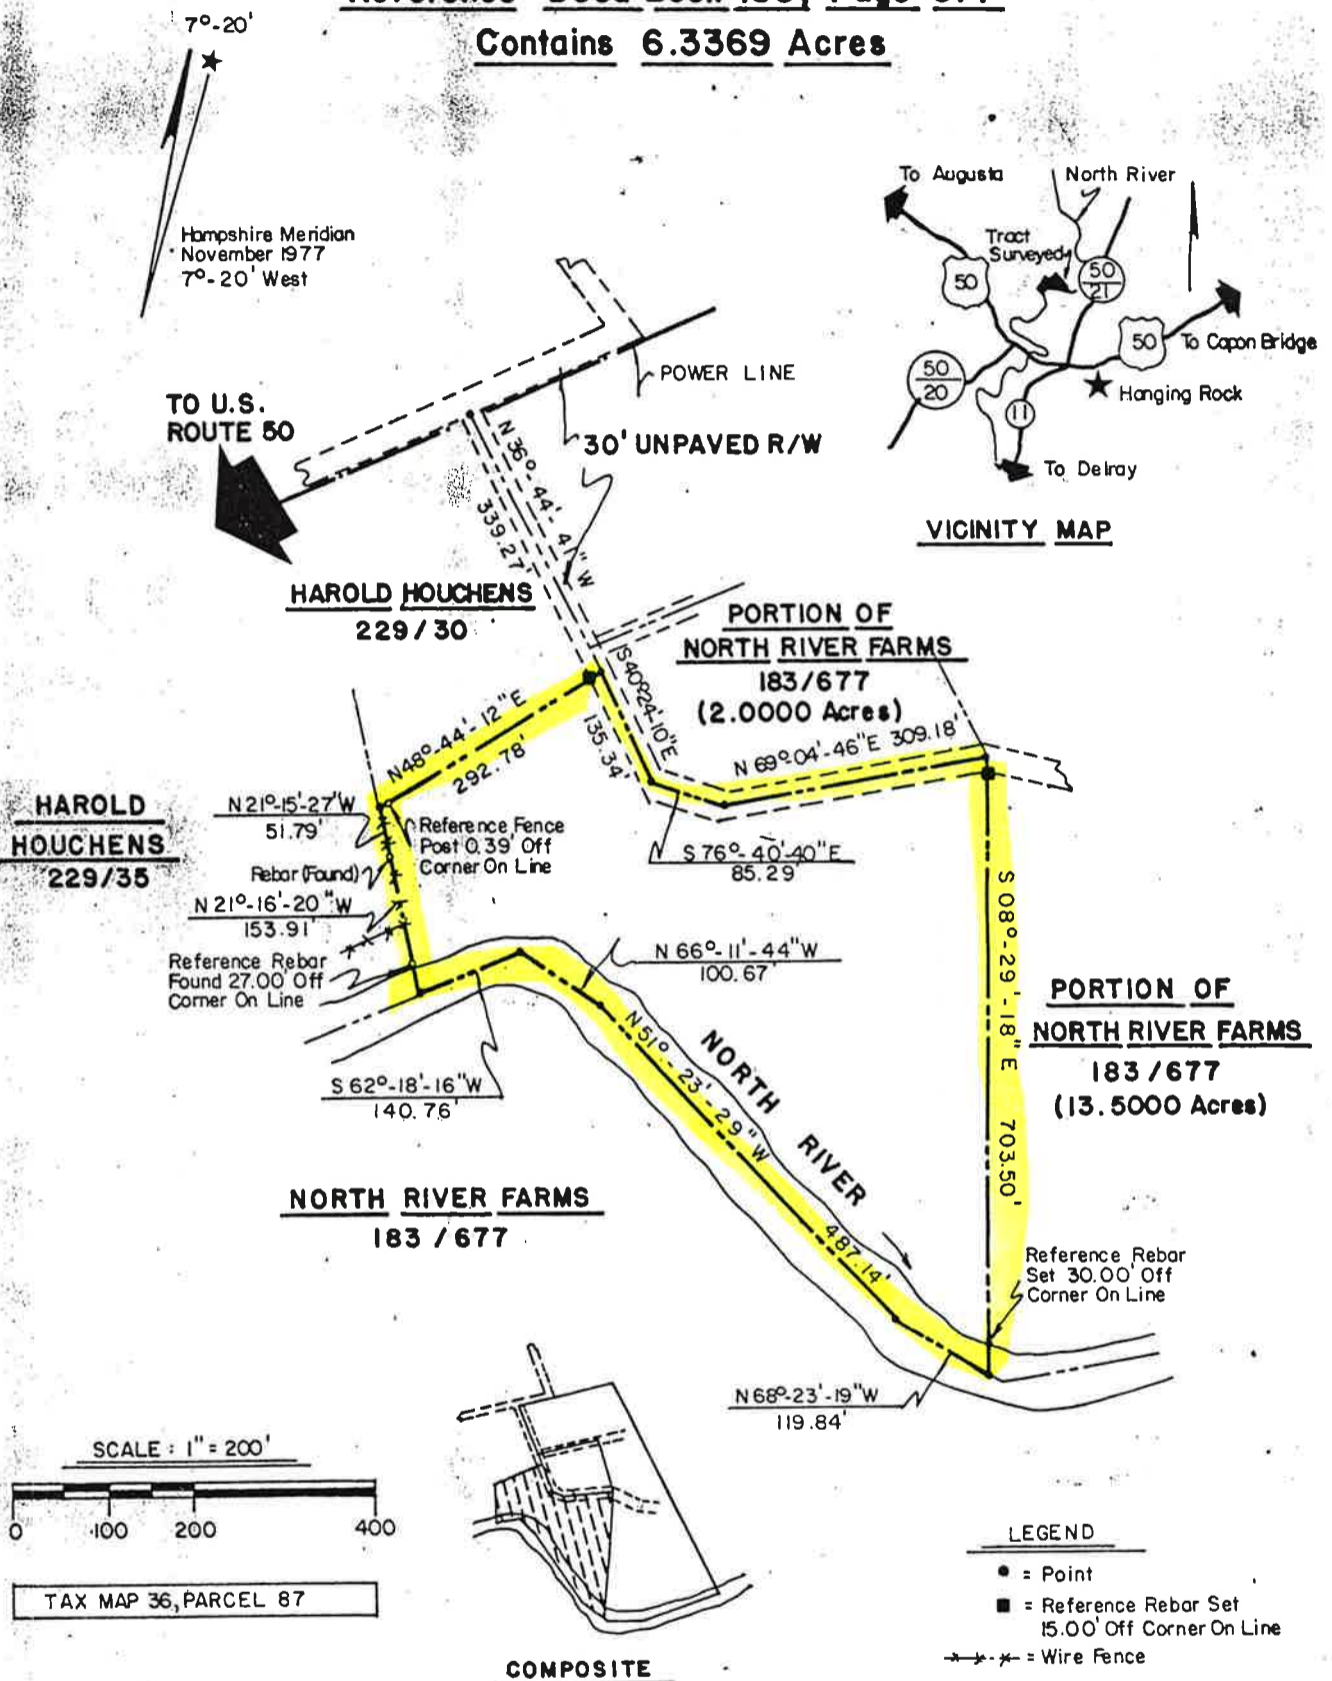 Contains 6.3369 Acres
7°-20'
Hampshire Meridian
November 1977
7°-20' West
To Augusta
North River
Tract
Surveyed
50
50
21
50
To Capon Bridge
50
20
11
Hanging Rock
To Delray
VICINITY MAP
POWER LINE
TO U.S.
ROUTE 50
30' UNPAVED R/W
N 36°-44'-41" W
339.27'
HAROLD HOUCHENS
229/30
PORTION OF
NORTH RIVER FARMS
183/677
(2.0000 Acres)
S40°24'-10"E
135.34'
N 69°-04'-46"E 309.18'
N48°-44'-12"E
292.78'
HAROLD
HOUCHENS
229/35
N 21°-15'-27"W
51.79'
Reference Fence
Post 0.39' Off
Corner On Line
Rebar (Found)
S 76°-40'-40"E
85.29'
N 21°-16'-20"W
153.91'
Reference Rebar
Found 27.00' Off
Corner On Line
N 66°-11'-44"W
100.67'
S 08°-29'-18" E 703.50'
PORTION OF
NORTH RIVER FARMS
183/677
(13.5000 Acres)
S 62°-18'-16"W
140.76'
N51°-23'-29"W
487.14'
NORTH RIVER
NORTH RIVER FARMS
183/677
Reference Rebar
Set 30.00' Off
Corner On Line
N 68°-23'-19"W
119.84'
SCALE : 1" = 200'
0 100 200 400
TAX MAP 36, PARCEL 87
COMPOSITE
LEGEND
= Point
= Reference Rebar Set
15.00' Off Corner On Line
= Wire Fence